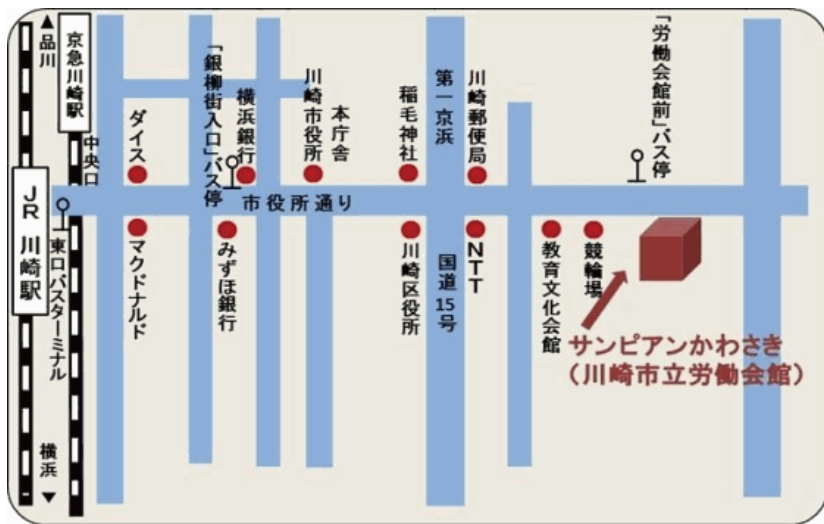 ▲品川
京急川崎駅
中央口
JR 川崎駅
東口バスターミナル
横浜▼
ダイス
マクドナルド
「銀柳街入口」バス停
横浜銀行
みずほ銀行
川崎市役所
本庁舎
市役所通り
稲毛神社
川崎区役所
第一京浜
国道15号
川崎郵便局
NTT
教育文化会館
競輪場
「労働会館前」バス停
サンピアンかわさき
（川崎市立労働会館）